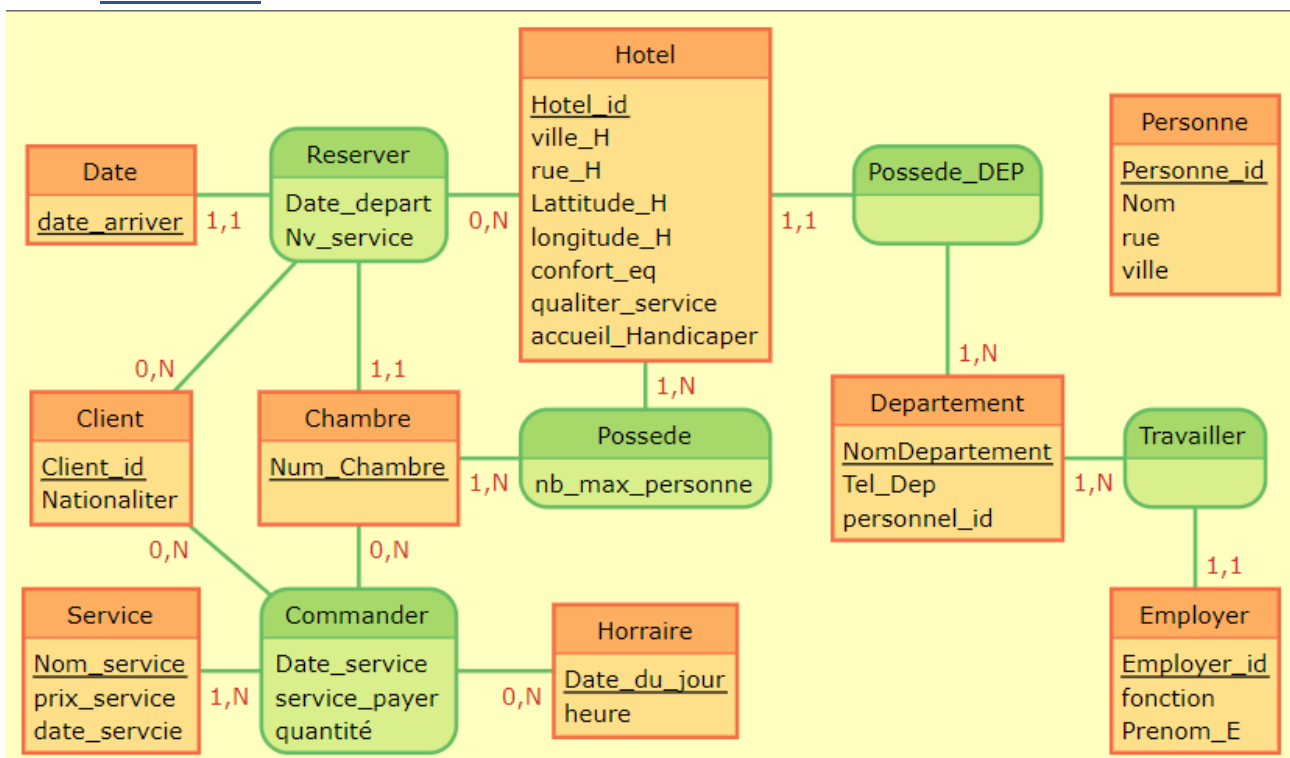 Hotel
Hotel_id
ville_H
rue_H
Lattitude_H
longitude_H
confort_eq
qualiter_service
accueil_Handicaper
Personne
Personne_id
Nom
rue
ville
Date
date_arriver
1,1
Reserver
Date_depart
Nv_service
0,N
1,1
Possede_DEP
0,N
1,1
1,N
1,N
Client
Client_id
Nationaliter
Chambre
Num_Chambre
1,N
Possede
nb_max_personne
Departement
NomDepartement
Tel_Dep
personnel_id
1,N
Travailler
0,N
0,N
1,1
Service
Nom_service
prix_service
date_servcie
1,N
Commander
Date_service
service_payer
quantité
0,N
Horraire
Date_du_jour
heure
Employer
Employer_id
fonction
Prenom_E